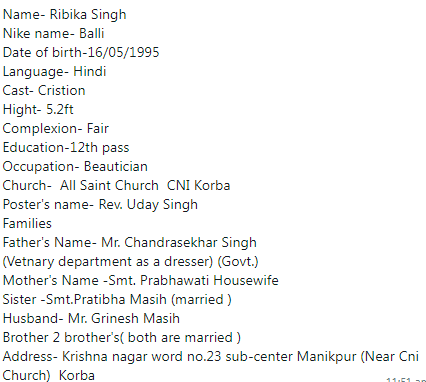 Name- Ribika Singh
Nike name- Balli
Date of birth-16/05/1995
Language- Hindi
Cast- Cristion
Hight- 5.2ft
Complexion- Fair
Education-12th pass
Occupation- Beautician
Church-  All Saint Church  CNI Korba
Poster's name- Rev. Uday Singh
Families
Father's Name- Mr. Chandrasekhar Singh
(Vetnary department as a dresser) (Govt.)
Mother's Name -Smt. Prabhawati Housewife
Sister -Smt.Pratibha Masih (married )
Husband- Mr. Grinesh Masih
Brother 2 brother's( both are married )
Address- Krishna nagar word no.23 sub-center Manikpur (Near Cni
Church)  Korba